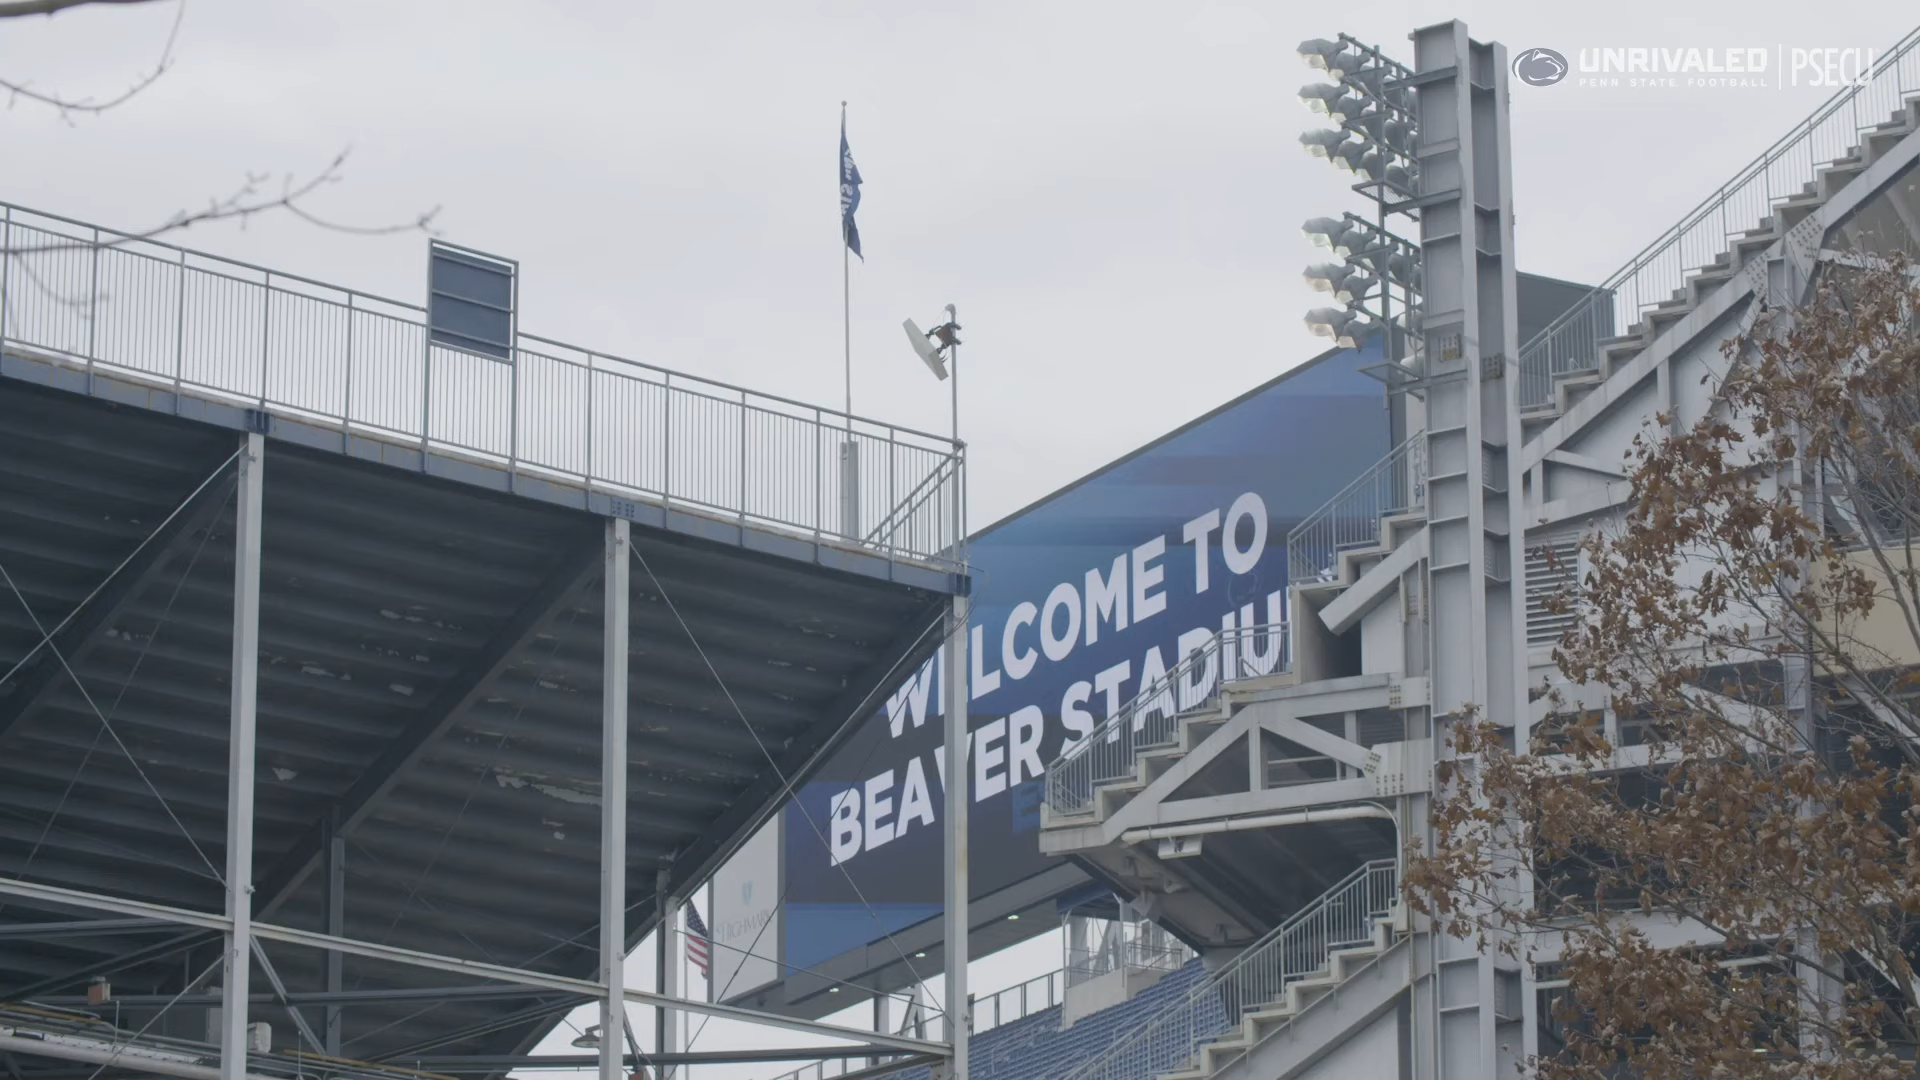 UNRIVALED
PENN STATE FOOTBALL
PSECU
WELCOME TO
BEAVER STADIU